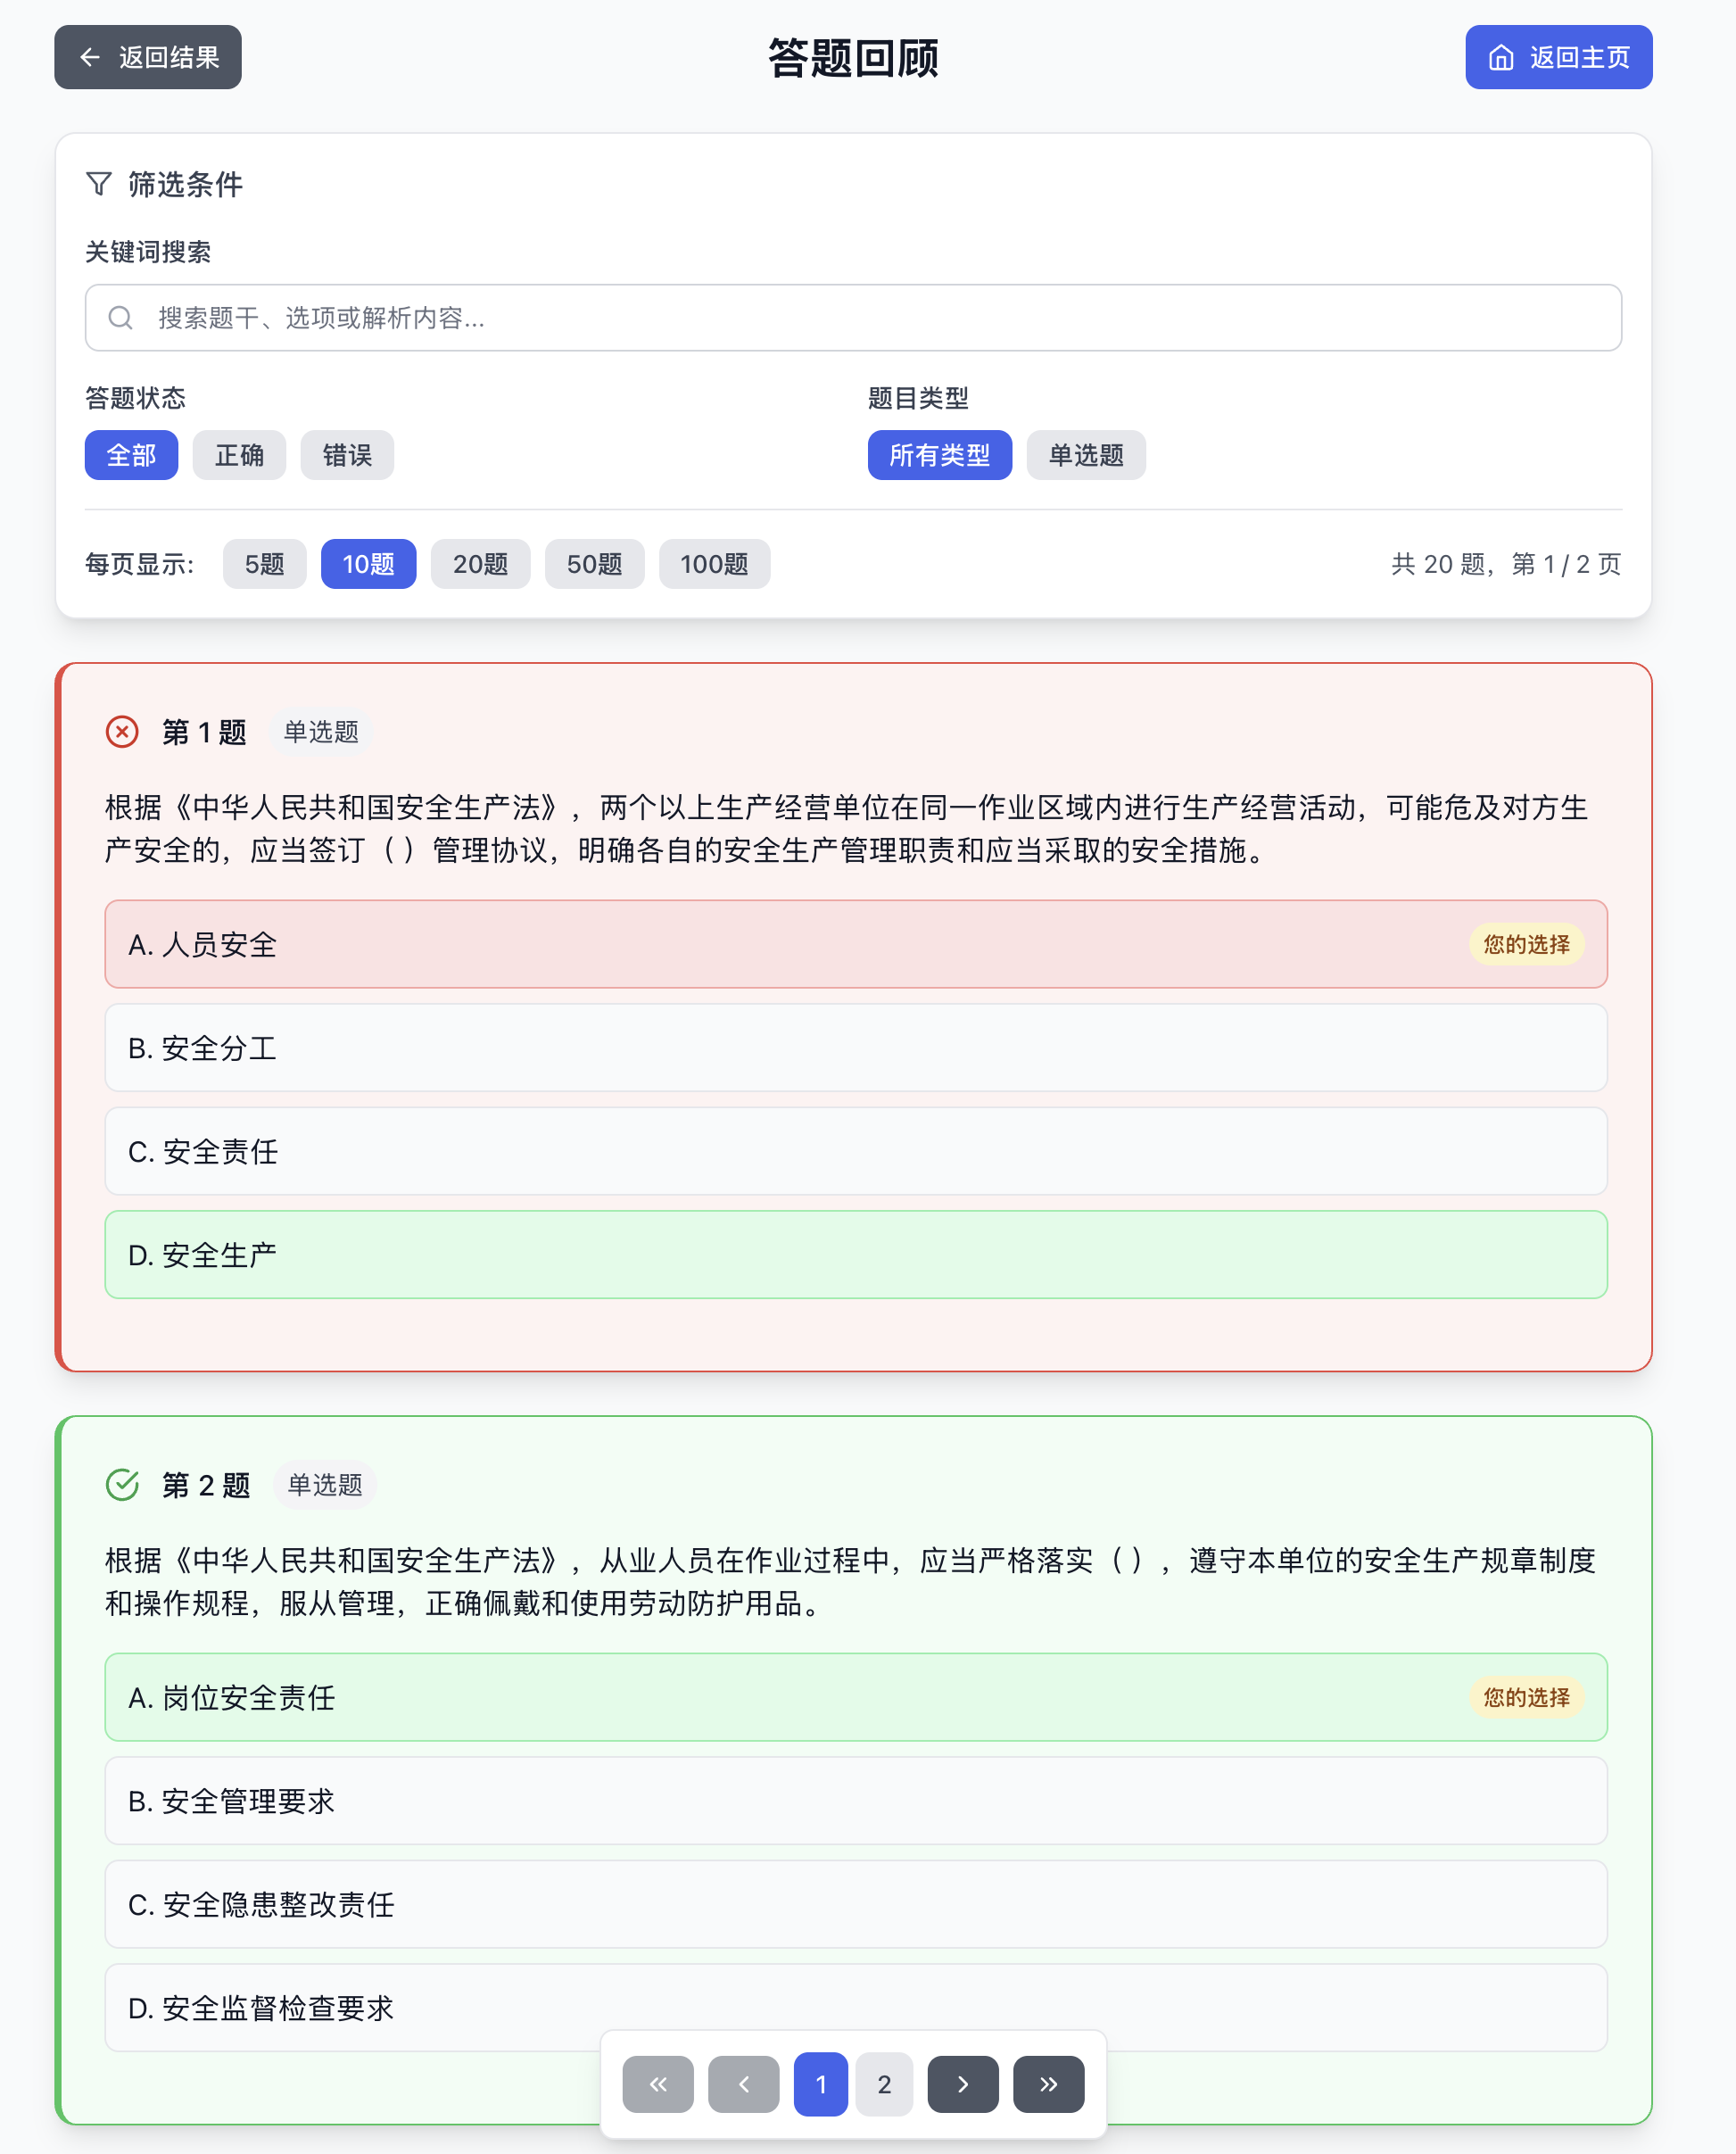 返回结果
答题回顾
返回主页
筛选条件
关键词搜索
搜索题干、选项或解析内容...
答题状态
题目类型
全部 正确 错误
所有类型 单选题
每页显示: 5题 10题 20题 50题 100题
共 20 题，第 1 / 2 页
第 1 题 单选题
根据《中华人民共和国安全生产法》，两个以上生产经营单位在同一作业区域内进行生产经营活动，可能危及对方生
产安全的，应当签订（ ）管理协议，明确各自的安全生产管理职责和应当采取的安全措施。
A. 人员安全 您的选择
B. 安全分工
C. 安全责任
D. 安全生产
第 2 题 单选题
根据《中华人民共和国安全生产法》，从业人员在作业过程中，应当严格落实（ ），遵守本单位的安全生产规章制度
和操作规程，服从管理，正确佩戴和使用劳动防护用品。
A. 岗位安全责任 您的选择
B. 安全管理要求
C. 安全隐患整改责任
D. 安全监督检查要求
1 2